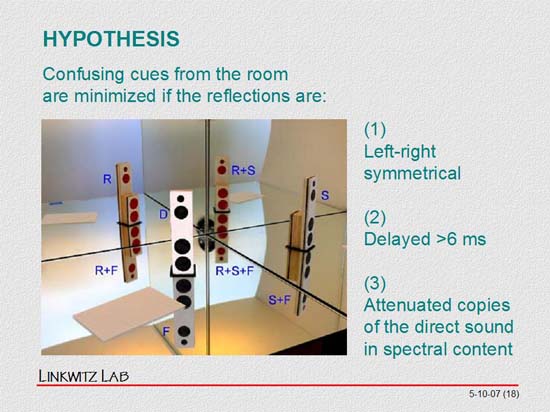 HYPOTHESIS
Confusing cues from the room
are minimized if the reflections are:
R
R+S
S
D
R+F
R+S+F
S+F
F
(1)
Left-right
symmetrical
(2)
Delayed >6 ms
(3)
Attenuated copies
of the direct sound
in spectral content
LINKWITZ LAB
5-10-07 (18)